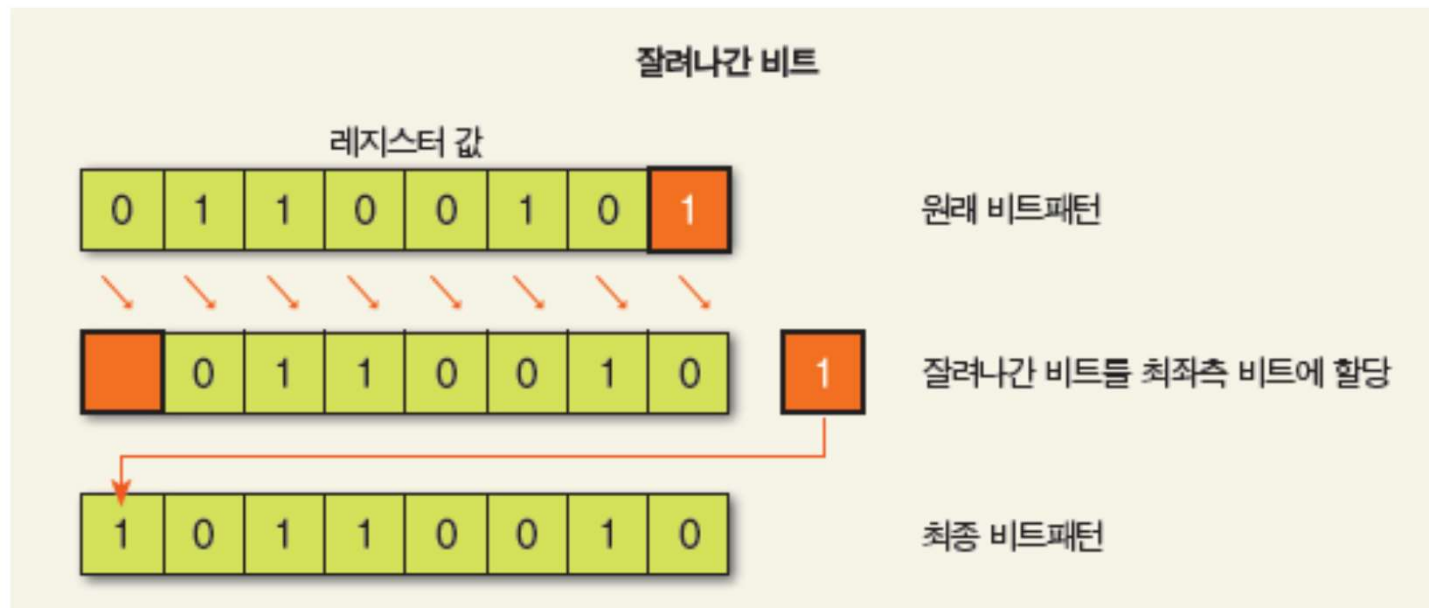 잘려나간 비트
레지스터 값
0 1 1 0 0 1 0 1 원래 비트패턴
0 1 1 0 0 1 0 1 잘려나간 비트를 최좌측 비트에 할당
1 0 1 1 0 0 1 0 최종 비트패턴